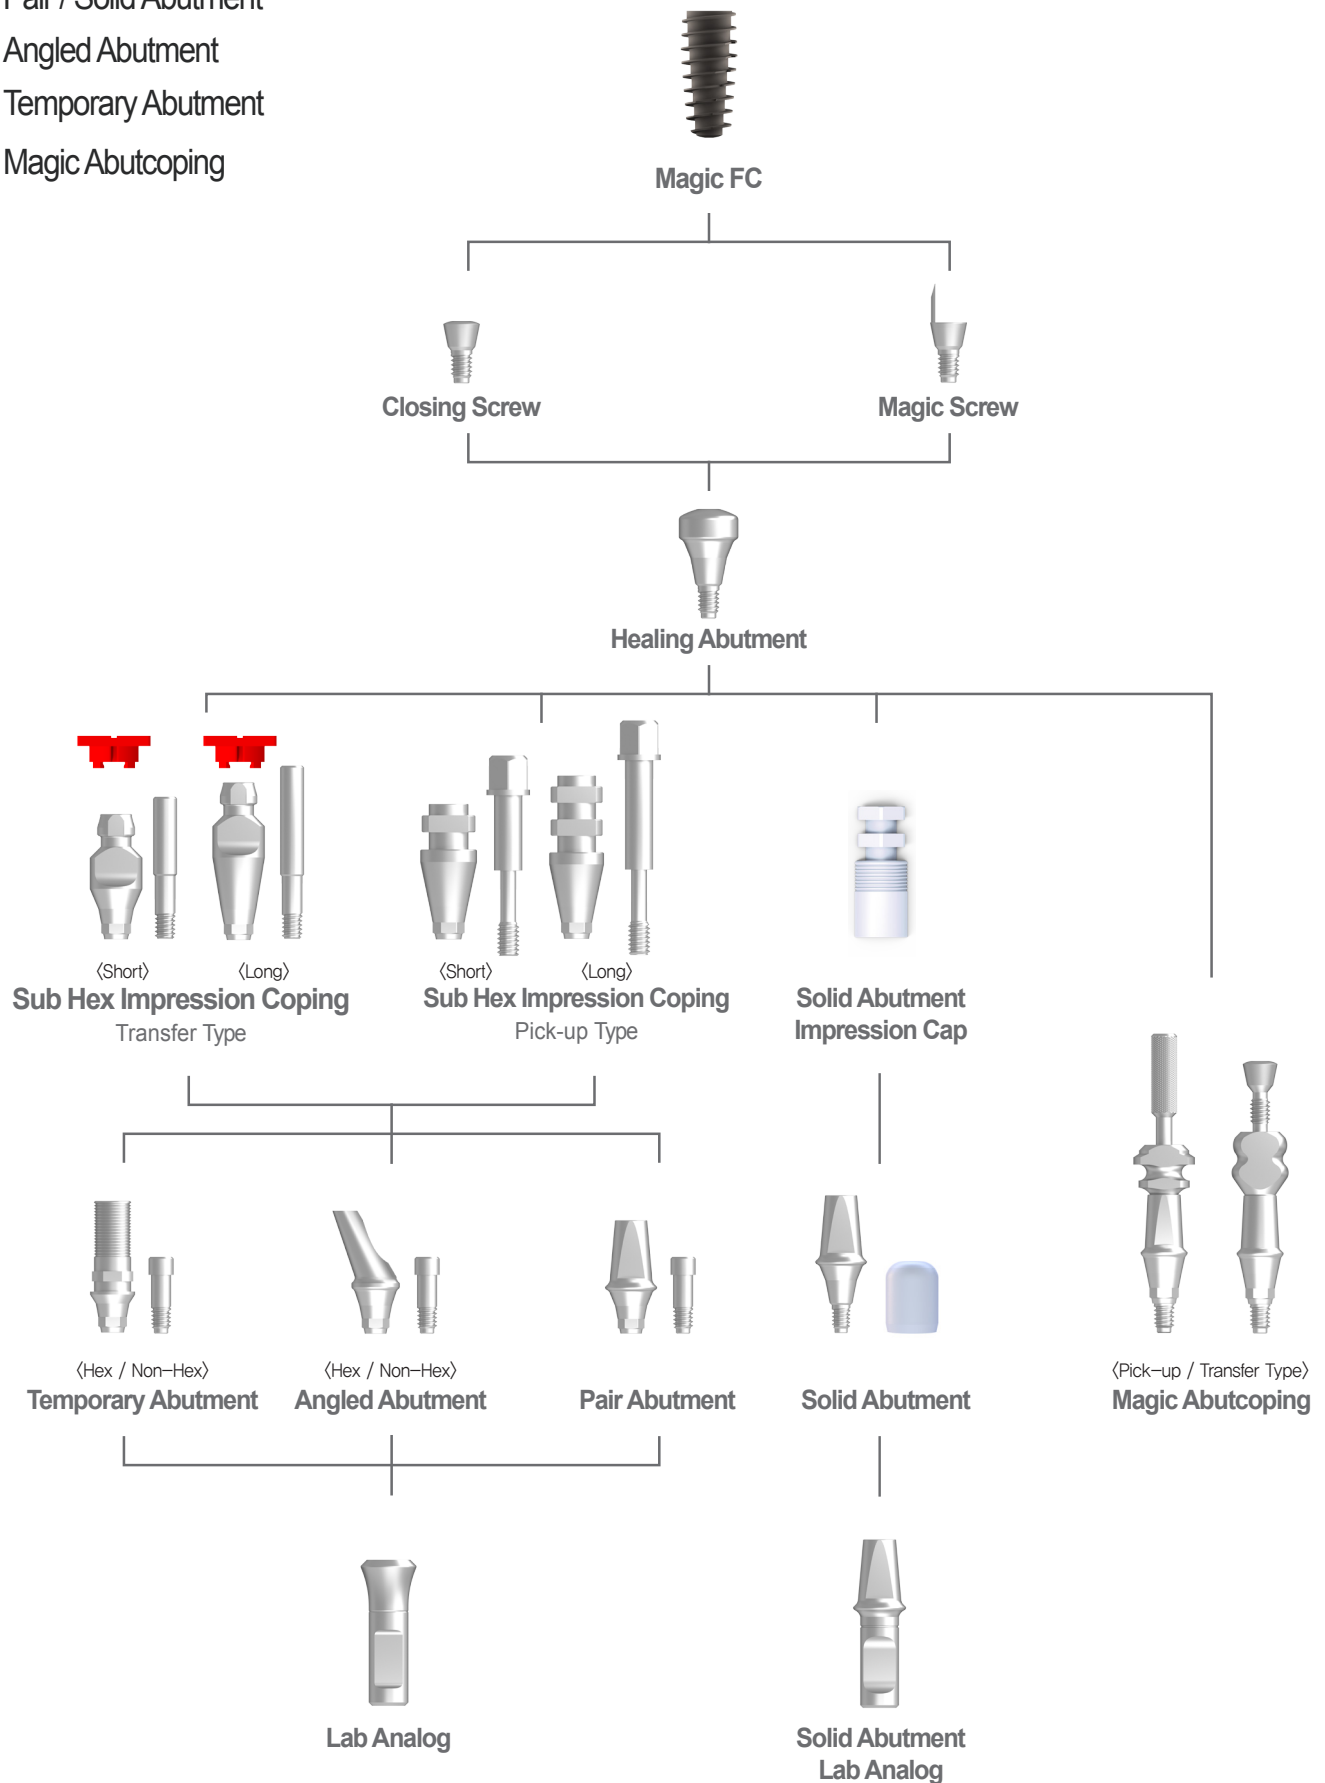 Pair / Solid Abutment
Angled Abutment
Temporary Abutment
Magic Abutcoping
Magic FC
Closing Screw
Magic Screw
Healing Abutment
〈Short〉
〈Long〉
Sub Hex Impression Coping
Transfer Type
〈Short〉
〈Long〉
Sub Hex Impression Coping
Pick-up Type
Solid Abutment
Impression Cap
〈Hex / Non-Hex〉
Temporary Abutment
〈Hex / Non-Hex〉
Angled Abutment
Pair Abutment
Solid Abutment
〈Pick-up / Transfer Type〉
Magic Abutcoping
Lab Analog
Solid Abutment
Lab Analog